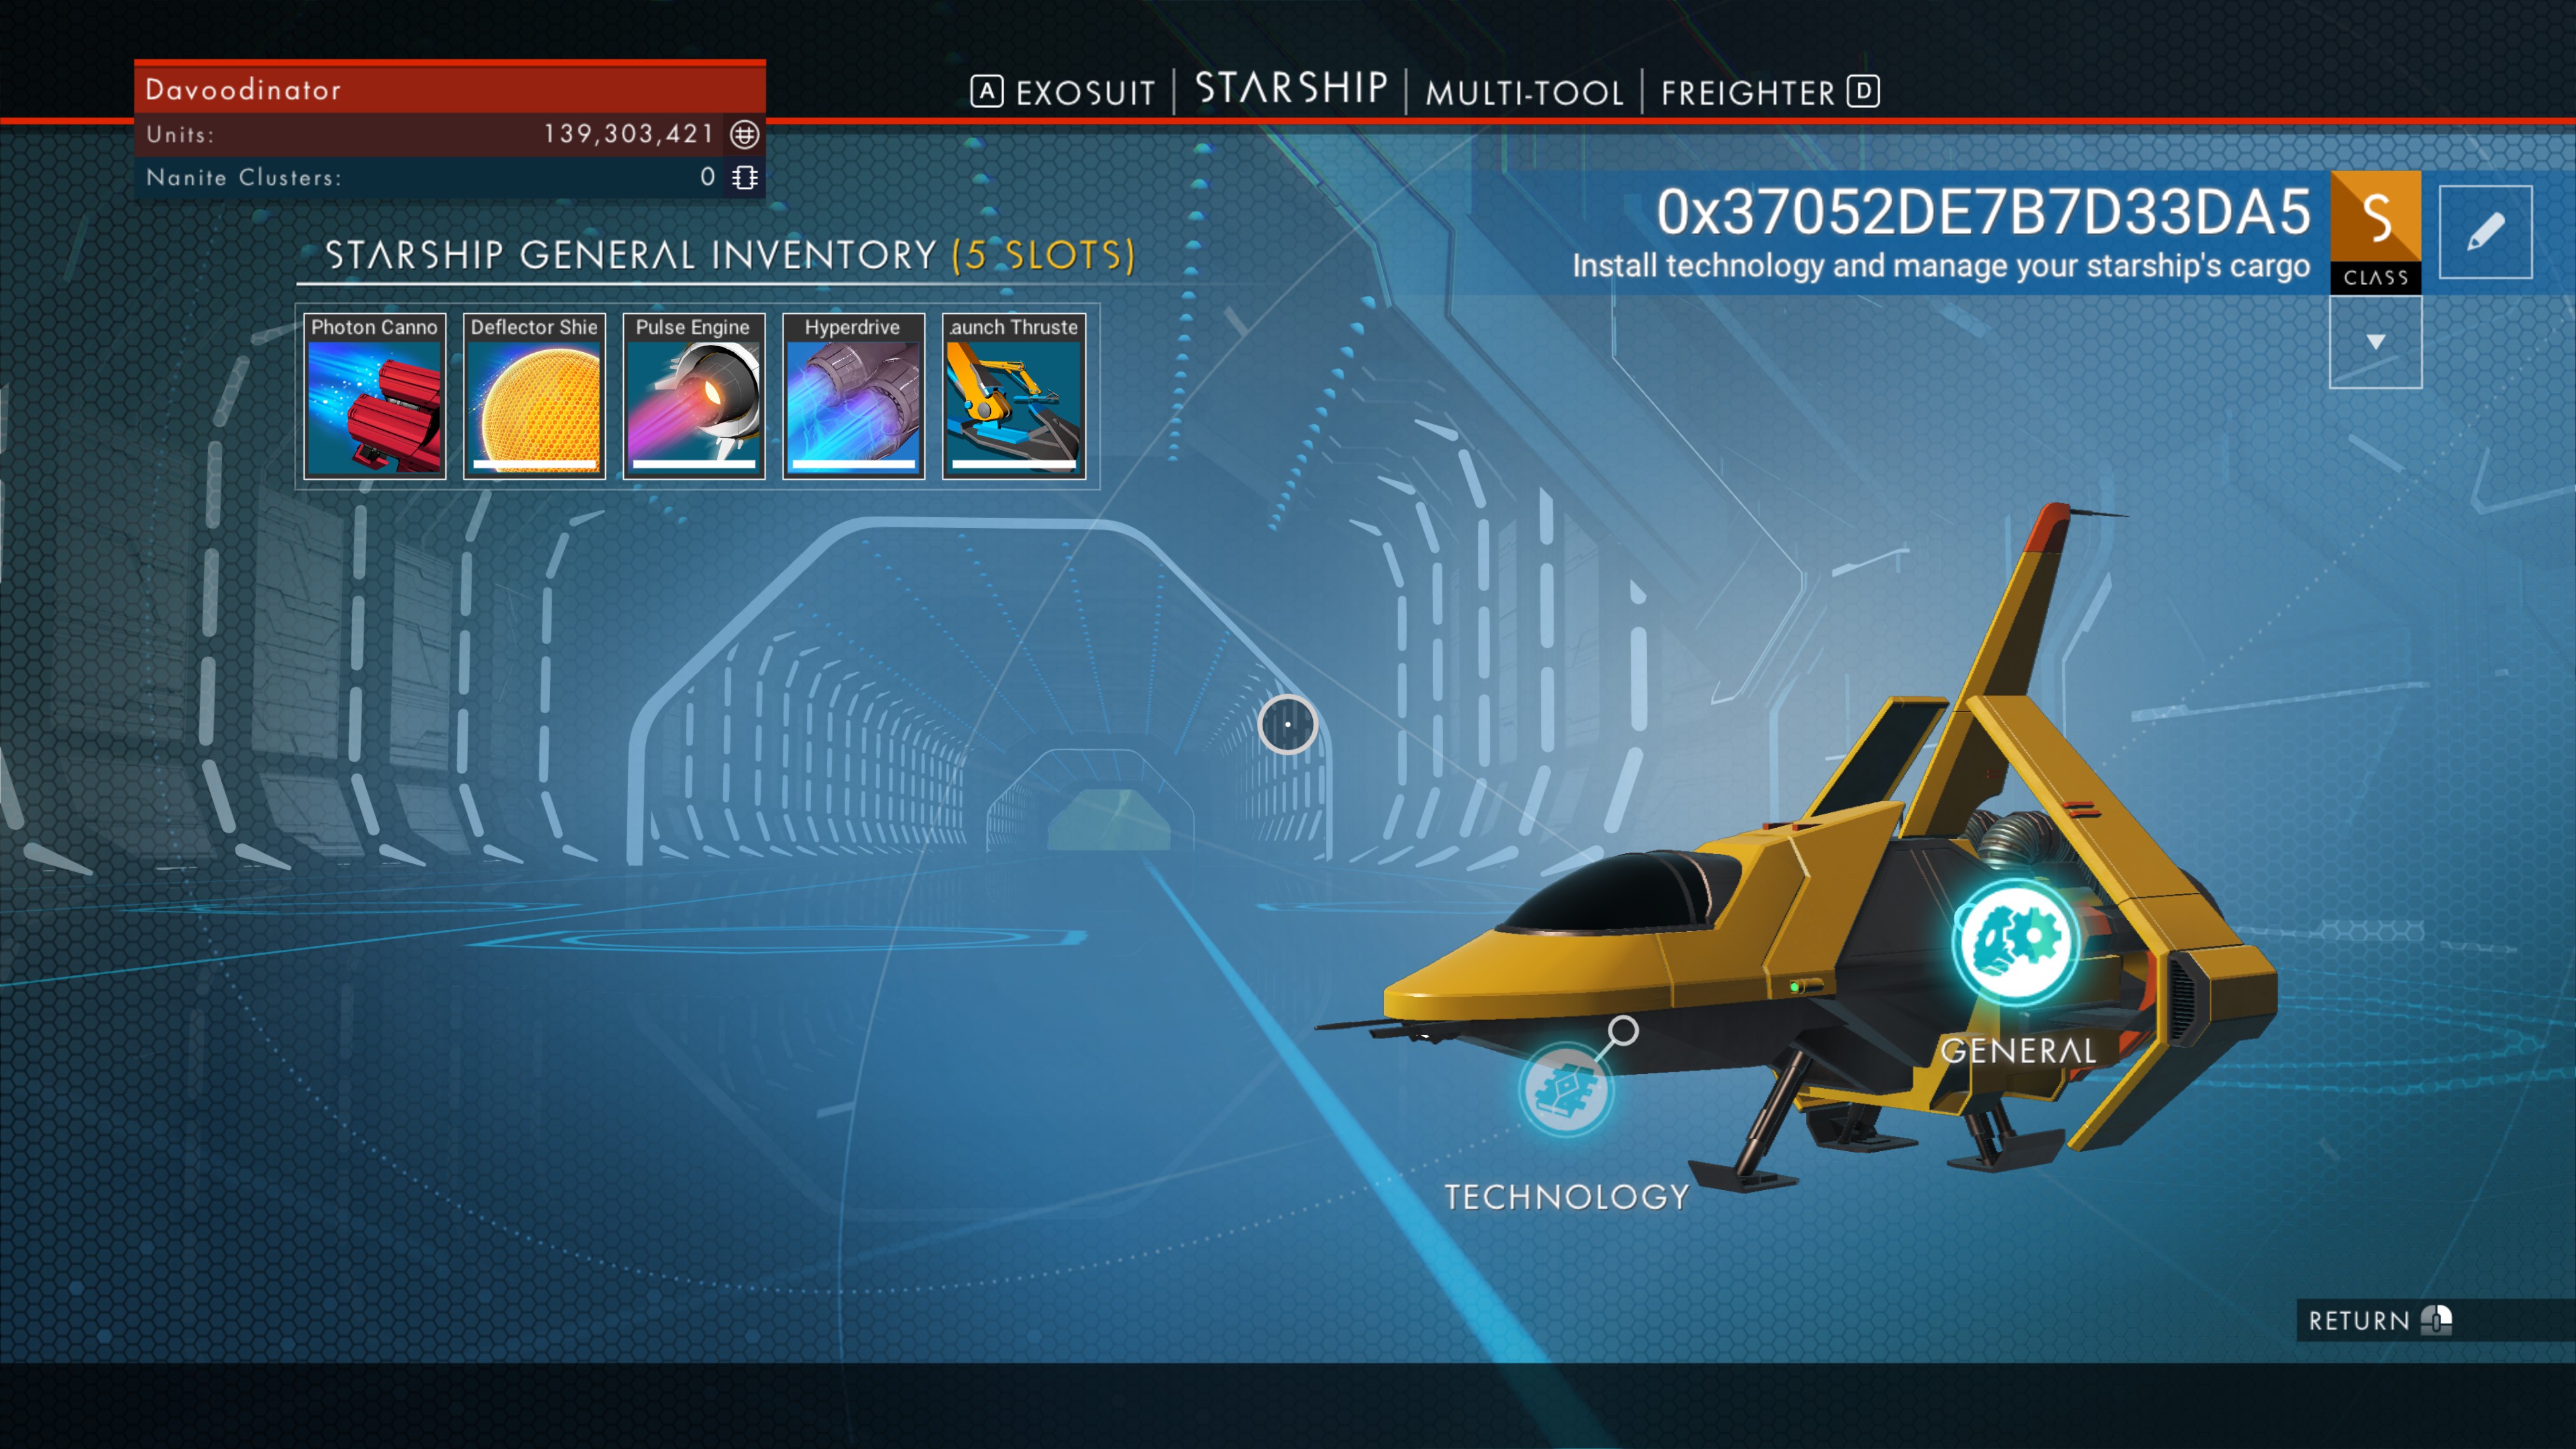 Davoodinator
Units: 139,303,421
Nanite Clusters: 0
A EXOSUIT STARSHIP MULTI-TOOL FREIGHTER D
0x37052DE7B7D33DA5
Install technology and manage your starship's cargo
S
CLASS
STARSHIP GENERAL INVENTORY (5 SLOTS)
Photon Canno Deflector Shie Pulse Engine Hyperdrive aunch Thruste
GENERAL
TECHNOLOGY
RETURN